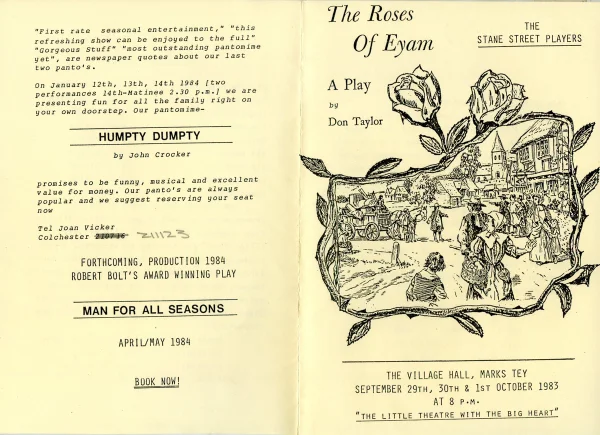 "First rate seasonal entertainment," "this
refreshing show can be enjoyed to the full"
"Gorgeous Stuff" "most outstanding pantomime
yet", are newspaper quotes about our last
two panto's.
On January 12th, 13th, 14th 1984 [two
performances 14th-Matinee 2.30 p.m.] we are
presenting fun for all the family right on
your own doorstep. Our pantomime-
HUMPTY DUMPTY
by John Crocker
promises to be funny, musical and excellent
value for money. Our panto's are always
popular and we suggest reserving your seat
now
Tel Joan Vicker
Colchester 211123
FORTHCOMING, PRODUCTION 1984
ROBERT BOLT'S AWARD WINNING PLAY
MAN FOR ALL SEASONS
APRIL/MAY 1984
BOOK NOW!
The Roses
Of Eyam
THE
STANE STREET PLAYERS
A Play
by
Don Taylor
THE VILLAGE HALL, MARKS TEY
SEPTEMBER 29TH, 30TH & 1ST OCTOBER 1983
AT 8 P.M.
"THE LITTLE THEATRE WITH THE BIG HEART"